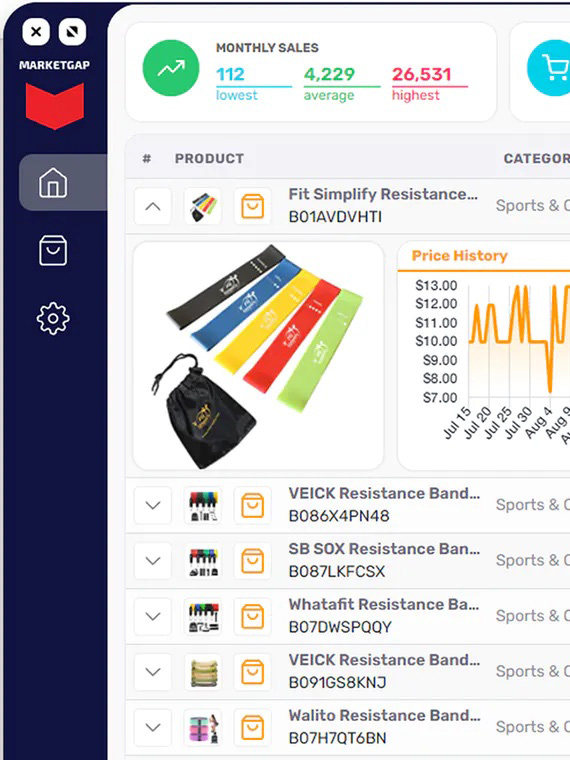 MARKETGAP
MONTHLY SALES
112
4,229
26,531
lowest
average
highest
#
PRODUCT
CATEGOR
Fit Simplify Resistance...
B01AVDVHTI
Sports & O
Price History
$13.00
$12.00
$11.00
$10.00
$9.00
$8.00
$7.00
Jul 15
Jul 20
Jul 25
Jul 30
Aug 4
Aug 9
VEICK Resistance Band...
B086X4PN48
Sports & O
SB SOX Resistance Ban...
B087LKFCSX
Sports & O
Whatafit Resistance Ba...
B07DWSPQQY
Sports & O
VEICK Resistance Band...
B091GS8KNJ
Sports & O
Walito Resistance Band...
B07H7QT6BN
Sports & O